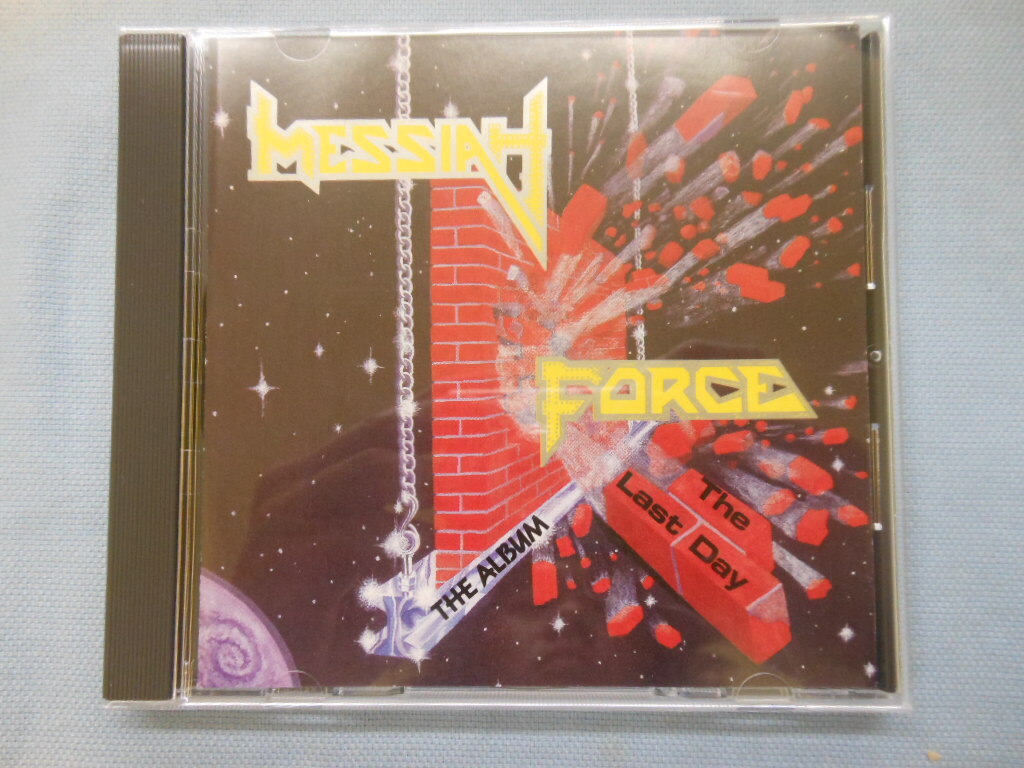 MESSIAH
FORCE
The
Last Day
THE ALBUM